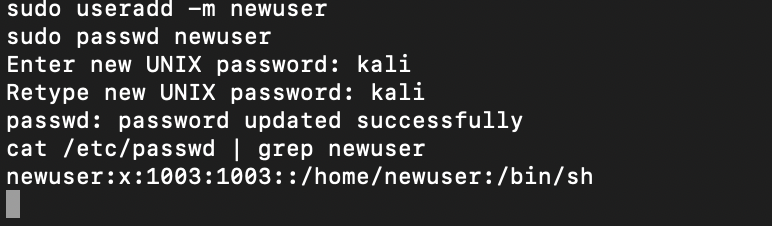 sudo useradd -m newuser
sudo passwd newuser
Enter new UNIX password: kali
Retype new UNIX password: kali
passwd: password updated successfully
cat /etc/passwd | grep newuser
newuser:x:1003:1003::/home/newuser:/bin/sh